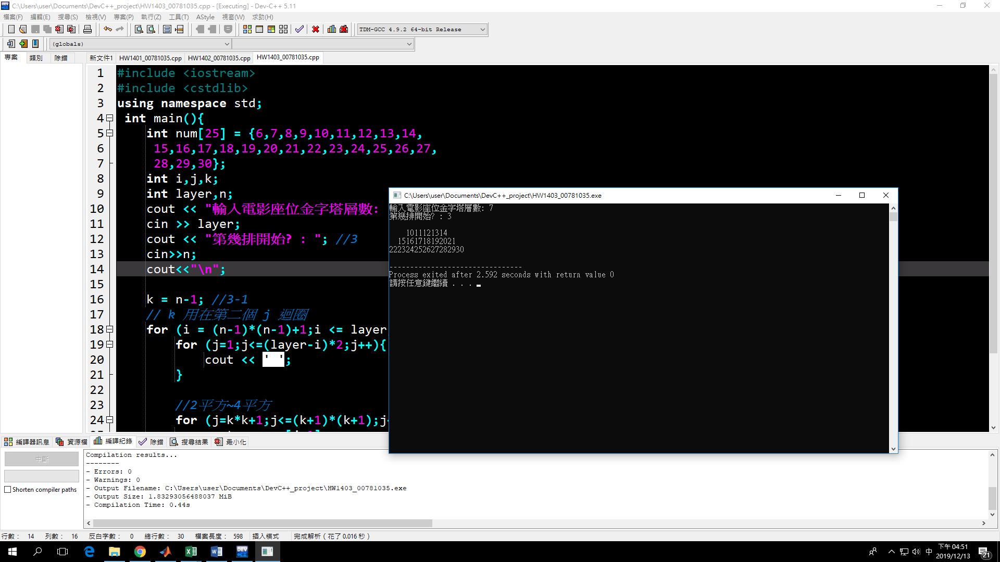 C:\Users\user\Documents\DevC++_project\HW1403_00781035.cpp - [Executing] - Dev-C++ 5.11
檔案(F) 編輯(E) 搜尋(S) 檢視(V) 專案(P) 執行(Z) 工具(T) AStyle 視窗(W) 求助(H)
TDM-GCC 4.9.2 64-bit Release
(globals)
專案 類別 除錯
新文件1 HW1401_00781035.cpp HW1402_00781035.cpp HW1403_00781035.cpp
1 #include <iostream>
2 #include <cstdlib>
3 using namespace std;
4 int main(){
5 int num[25] = {6,7,8,9,10,11,12,13,14,
6 15,16,17,18,19,20,21,22,23,24,25,26,27,
7 28,29,30};
8 int i,j,k;
9 int layer,n;
10 cout << "輸入電影座位金字塔層數:
11 cin >> layer;
12 cout << "第幾排開始? : "; //3
13 cin>>n;
14 cout<<"\n";
15
16 k = n-1; //3-1
17 // k 用在第二個 j 迴圈
18 for (i = (n-1)*(n-1)+1;i <= layer
19 for (j=1;j<=(layer-i)*2;j++){
20 cout << ' ';
21 }
22
23 //2平方~4平方
24 for (j=k*k+1;j<=(k+1)*(k+1);j
C:\Users\user\Documents\DevC++_project\HW1403_00781035.exe
輸入電影座位金字塔層數: 7
第幾排開始? : 3
1011121314
15161718192021
222324252627282930
--------------------------------
Process exited after 2.592 seconds with return value 0
請按任意鍵繼續 . . .
編譯器訊息 資源檔 編譯紀錄 除錯 搜尋結果 最小化
中斷
Shorten compiler paths
Compilation results...
--------
- Errors: 0
- Warnings: 0
- Output Filename: C:\Users\user\Documents\DevC++_project\HW1403_00781035.exe
- Output Size: 1.83293056488037 MiB
- Compilation Time: 0.44s
行數: 14 列數: 16 反白字數: 0 總行數: 30 檔案長度: 598 插入模式 完成解析 (花了 0.016 秒)
中
下午 04:51
2019/12/13
21